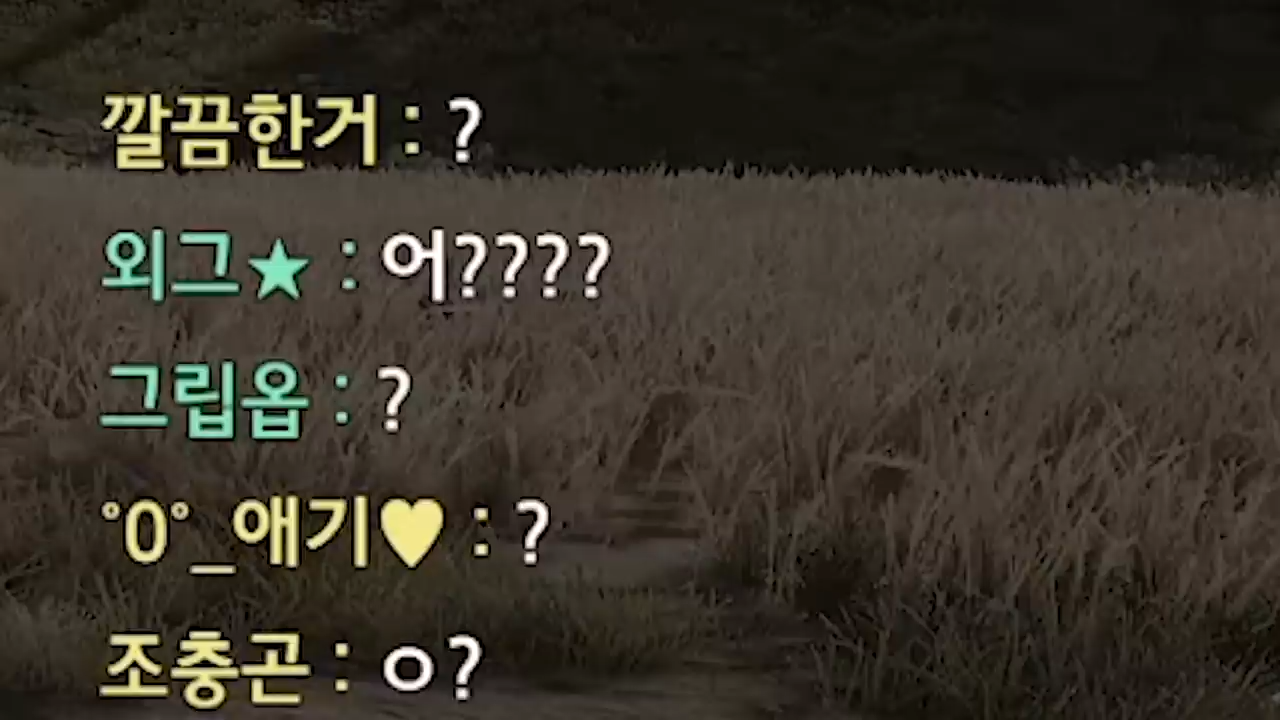 깔끔한거 : ?
외그★ : 어????
그립옵 : ?
°0°_애기♥ : ?
조충곤 : ㅇ?